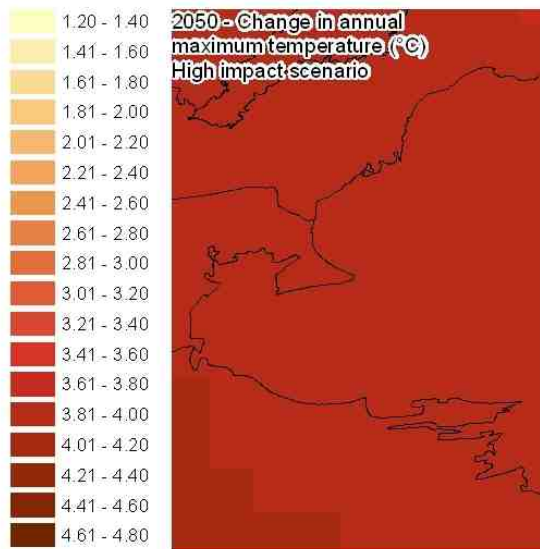 1.20 - 1.40
1.41 - 1.60
1.61 - 1.80
1.81 - 2.00
2.01 - 2.20
2.21 - 2.40
2.41 - 2.60
2.61 - 2.80
2.81 - 3.00
3.01 - 3.20
3.21 - 3.40
3.41 - 3.60
3.61 - 3.80
3.81 - 4.00
4.01 - 4.20
4.21 - 4.40
4.41 - 4.60
4.61 - 4.80
2050 - Change in annual
maximum temperature (°C)
High impact scenario